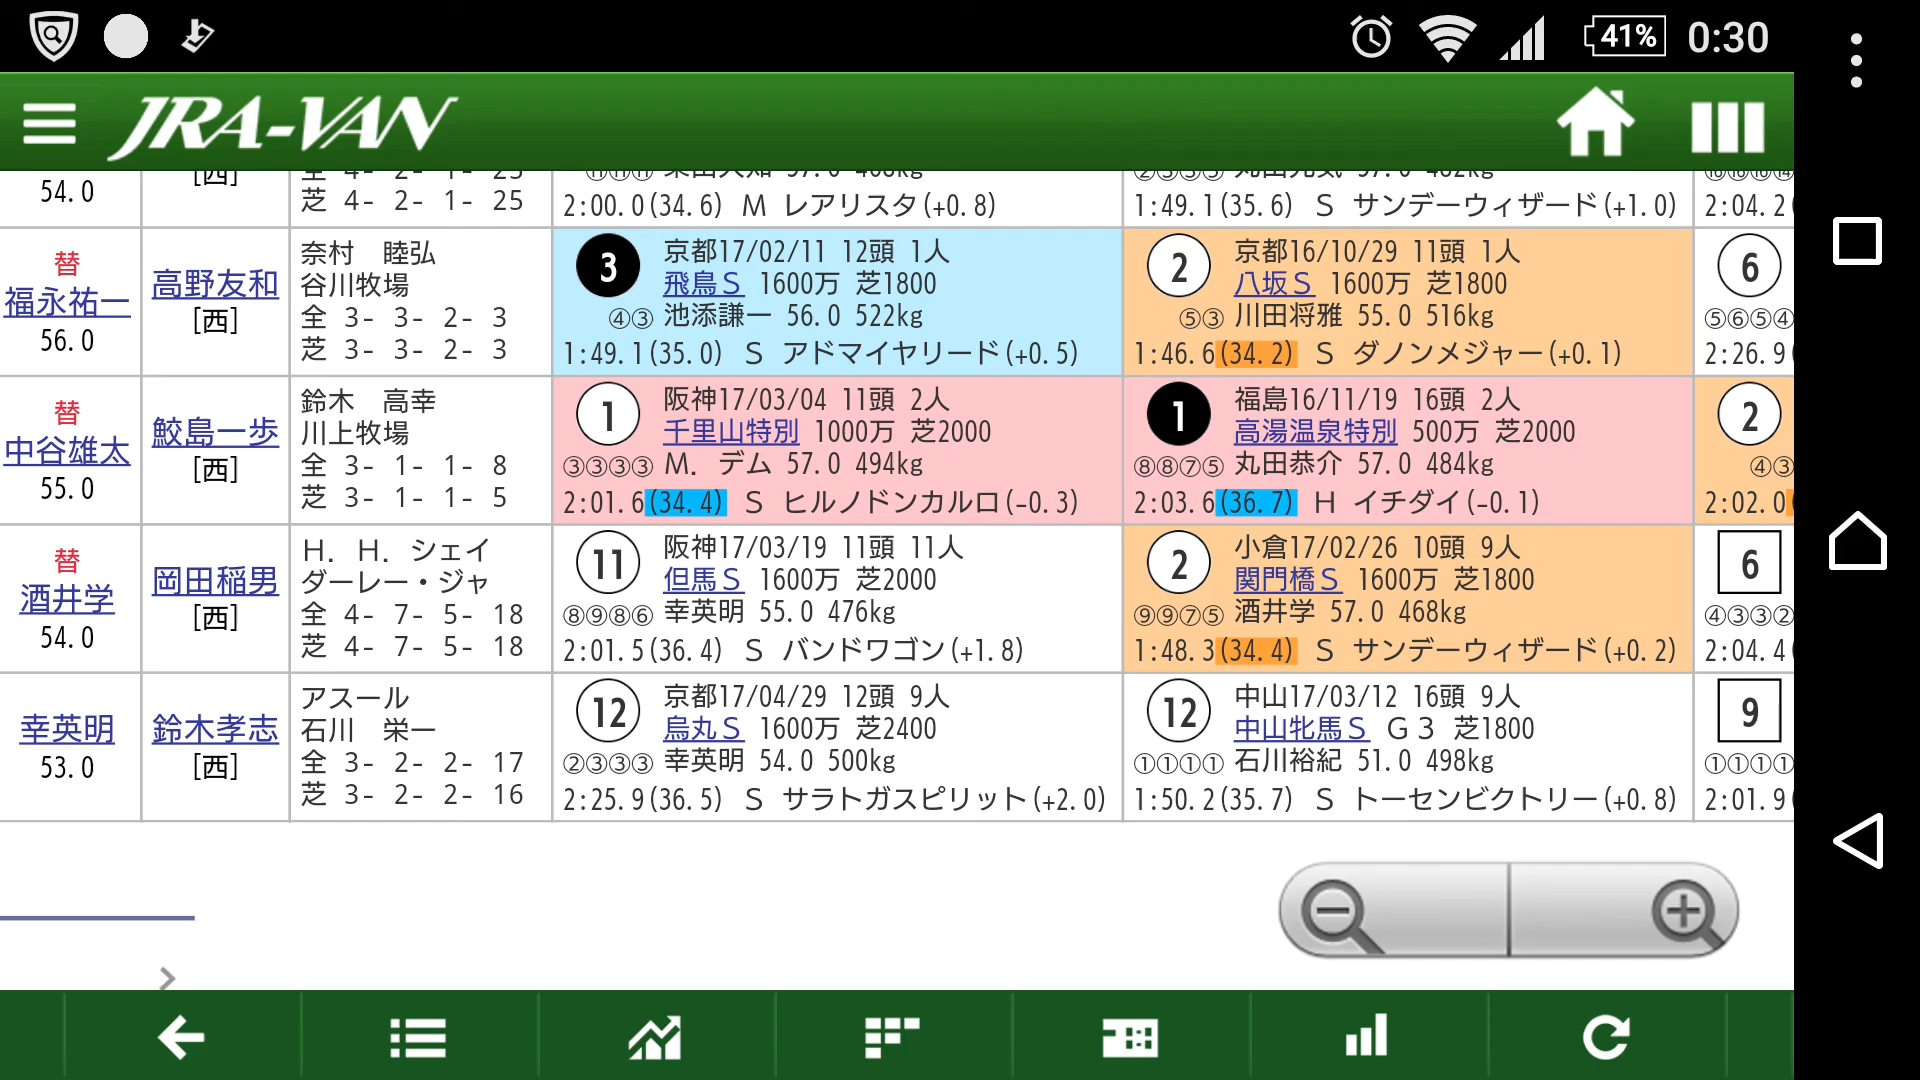 41% 0:30
JRA-VAN
54.0
[西]
芝 4- 2- 1- 25
2:00.0(34.6) M レアリスタ(+0.8)
1:49.1(35.6) S サンデーウィザード(+1.0)
2:04.2
替
福永祐一
56.0
高野友和
[西]
奈村 睦弘
谷川牧場
全 3- 3- 2- 3
芝 3- 3- 2- 3
3 京都17/02/11 12頭 1人
飛鳥S 1600万 芝1800
④③ 池添謙一 56.0 522kg
1:49.1(35.0) S アドマイヤリード(+0.5)
2 京都16/10/29 11頭 1人
八坂S 1600万 芝1800
⑤③ 川田将雅 55.0 516kg
1:46.6(34.2) S ダノンメジャー(+0.1)
6
⑤⑥⑤④
2:26.9
替
中谷雄太
55.0
鮫島一歩
[西]
鈴木 高幸
川上牧場
全 3- 1- 1- 8
芝 3- 1- 1- 5
1 阪神17/03/04 11頭 2人
千里山特別 1000万 芝2000
③③③③ M. デム 57.0 494kg
2:01.6(34.4) S ヒルノドンカルロ(-0.3)
1 福島16/11/19 16頭 2人
高湯温泉特別 500万 芝2000
⑧⑧⑦⑤ 丸田恭介 57.0 484kg
2:03.6(36.7) H イチダイ(-0.1)
2
④③
2:02.0
替
酒井学
54.0
岡田稲男
[西]
H. H. シェイ
ダーレー・ジャ
全 4- 7- 5- 18
芝 4- 7- 5- 18
11 阪神17/03/19 11頭 11人
但馬S 1600万 芝2000
⑧⑨⑧⑥ 幸英明 55.0 476kg
2:01.5(36.4) S バンドワゴン(+1.8)
2 小倉17/02/26 10頭 9人
関門橋S 1600万 芝1800
⑨⑨⑦⑤ 酒井学 57.0 468kg
1:48.3(34.4) S サンデーウィザード(+0.2)
6
④③③②
2:04.4
幸英明
53.0
鈴木孝志
[西]
アスール
石川 栄一
全 3- 2- 2- 17
芝 3- 2- 2- 16
12 京都17/04/29 12頭 9人
烏丸S 1600万 芝2400
②③③③ 幸英明 54.0 500kg
2:25.9(36.5) S サラトガスピリット(+2.0)
12 中山17/03/12 16頭 9人
中山牝馬S G3 芝1800
①①①① 石川裕紀 51.0 498kg
1:50.2(35.7) S トーセンビクトリー(+0.8)
9
①①①①
2:01.9